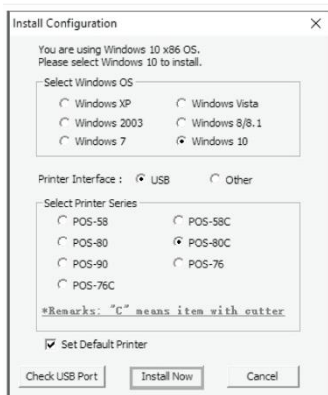 Install Configuration
You are using Windows 10 x86 OS.
Please select Windows 10 to install.
Select Windows OS
Windows XP Windows Vista
Windows 2003 Windows 8/8.1
Windows 7 Windows 10
Printer Interface : USB Other
Select Printer Series
POS-58 POS-58C
POS-80 POS-80C
POS-90 POS-76
POS-76C
*Remarks: "C" means item with cutter
Set Default Printer
Check USB Port Install Now Cancel